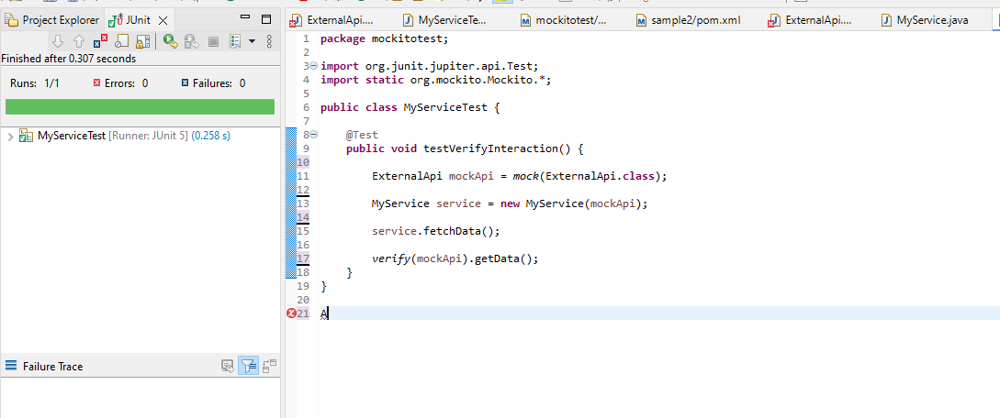 Project Explorer JUnit
Finished after 0.307 seconds
Runs: 1/1 Errors: 0 Failures: 0
MyServiceTest [Runner: JUnit 5] (0.258 s)
Failure Trace
ExternalApi.... MyServiceTe... mockitotest/... sample2/pom.xml ExternalApi.... MyService.java
1 package mockitotest;
2
3 import org.junit.jupiter.api.Test;
4 import static org.mockito.Mockito.*;
5
6 public class MyServiceTest {
7
8 @Test
9 public void testVerifyInteraction() {
10
11 ExternalApi mockApi = mock(ExternalApi.class);
12
13 MyService service = new MyService(mockApi);
14
15 service.fetchData();
16
17 verify(mockApi).getData();
18 }
19 }
20
21 A